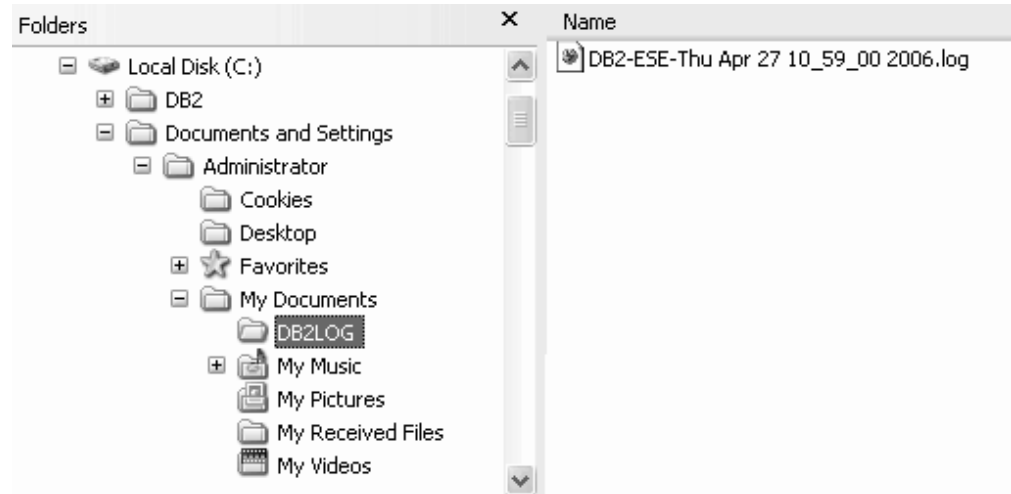 Folders
Local Disk (C:)
DB2
Documents and Settings
Administrator
Cookies
Desktop
Favorites
My Documents
DB2LOG
My Music
My Pictures
My Received Files
My Videos
Name
DB2-ESE-Thu Apr 27 10_59_00 2006.log